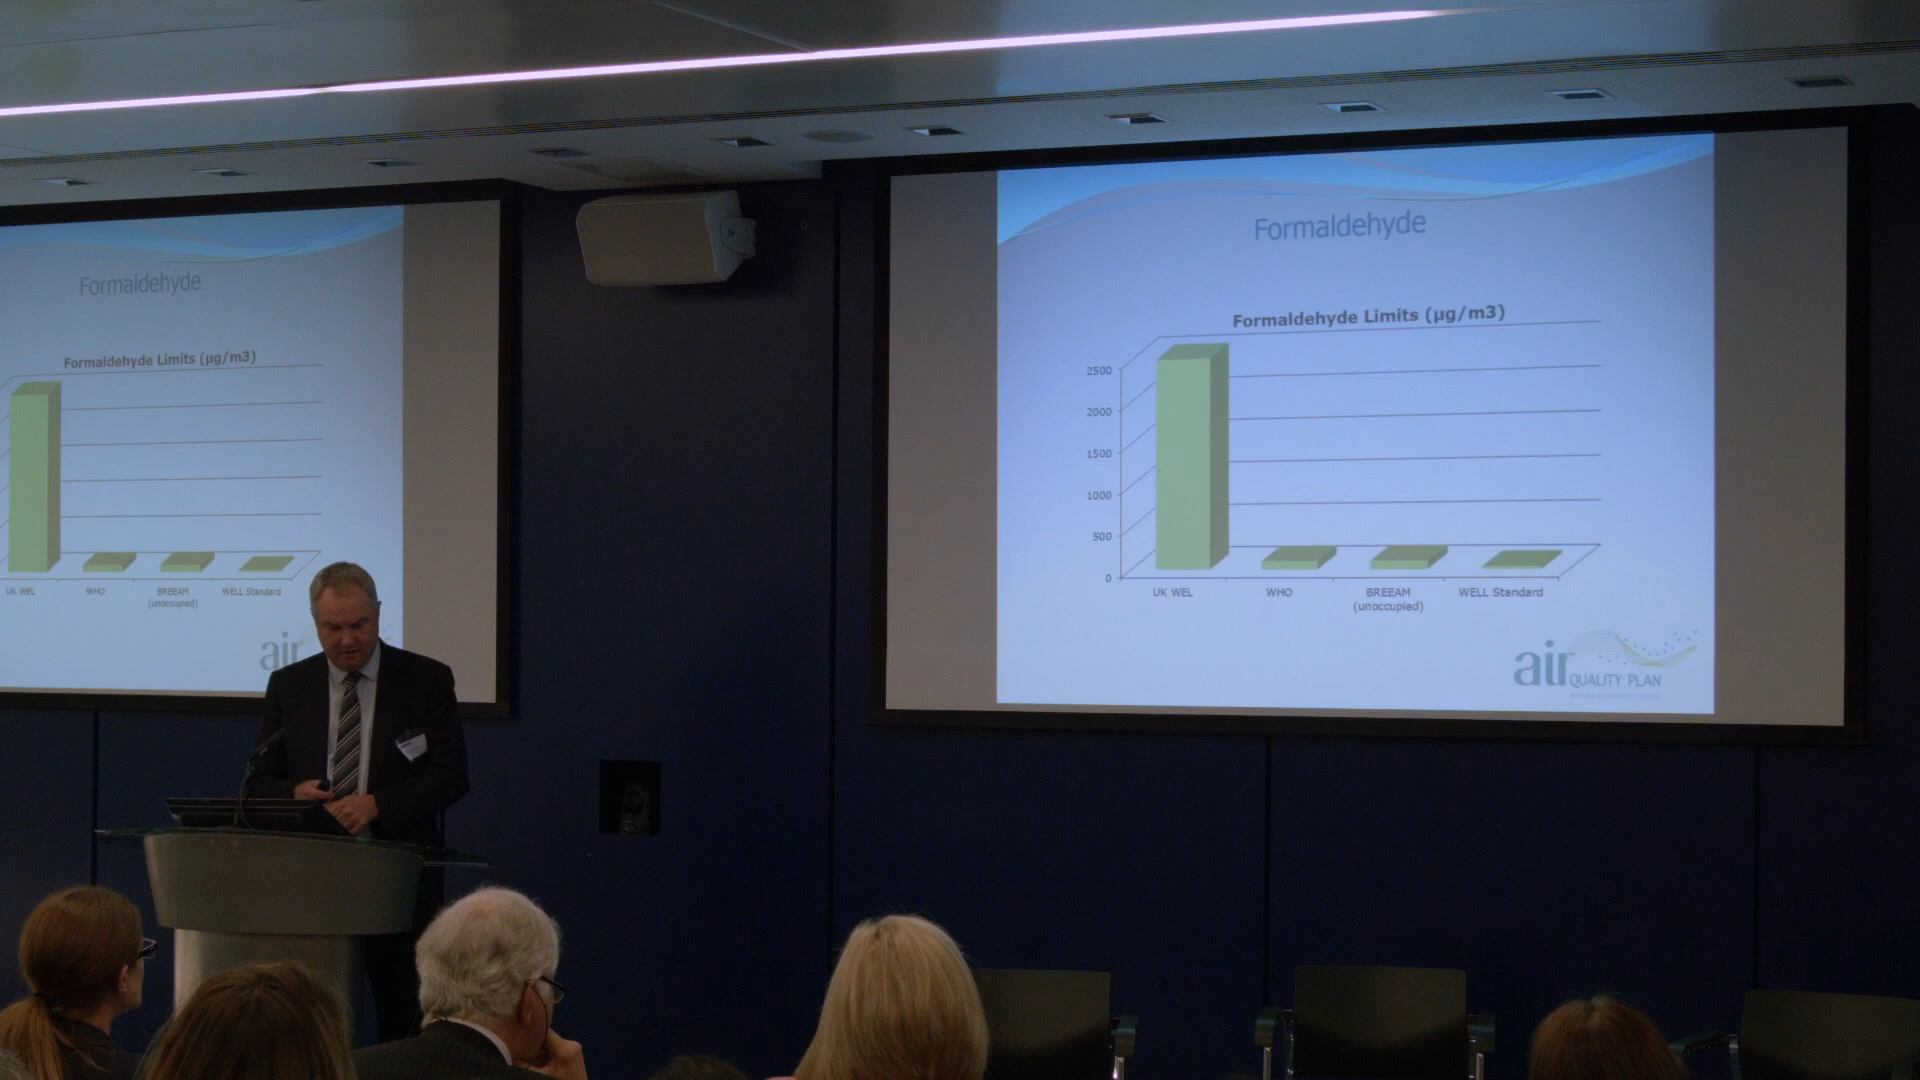 Formaldehyde
Formaldehyde Limits (µg/m3)
UK WEL
WHO
BREEAM
(unoccupied)
WELL Standard
air
Formaldehyde
Formaldehyde Limits (µg/m3)
2500
2000
1500
1000
500
0
UK WEL
WHO
BREEAM
(unoccupied)
WELL Standard
air QUALITY PLAN